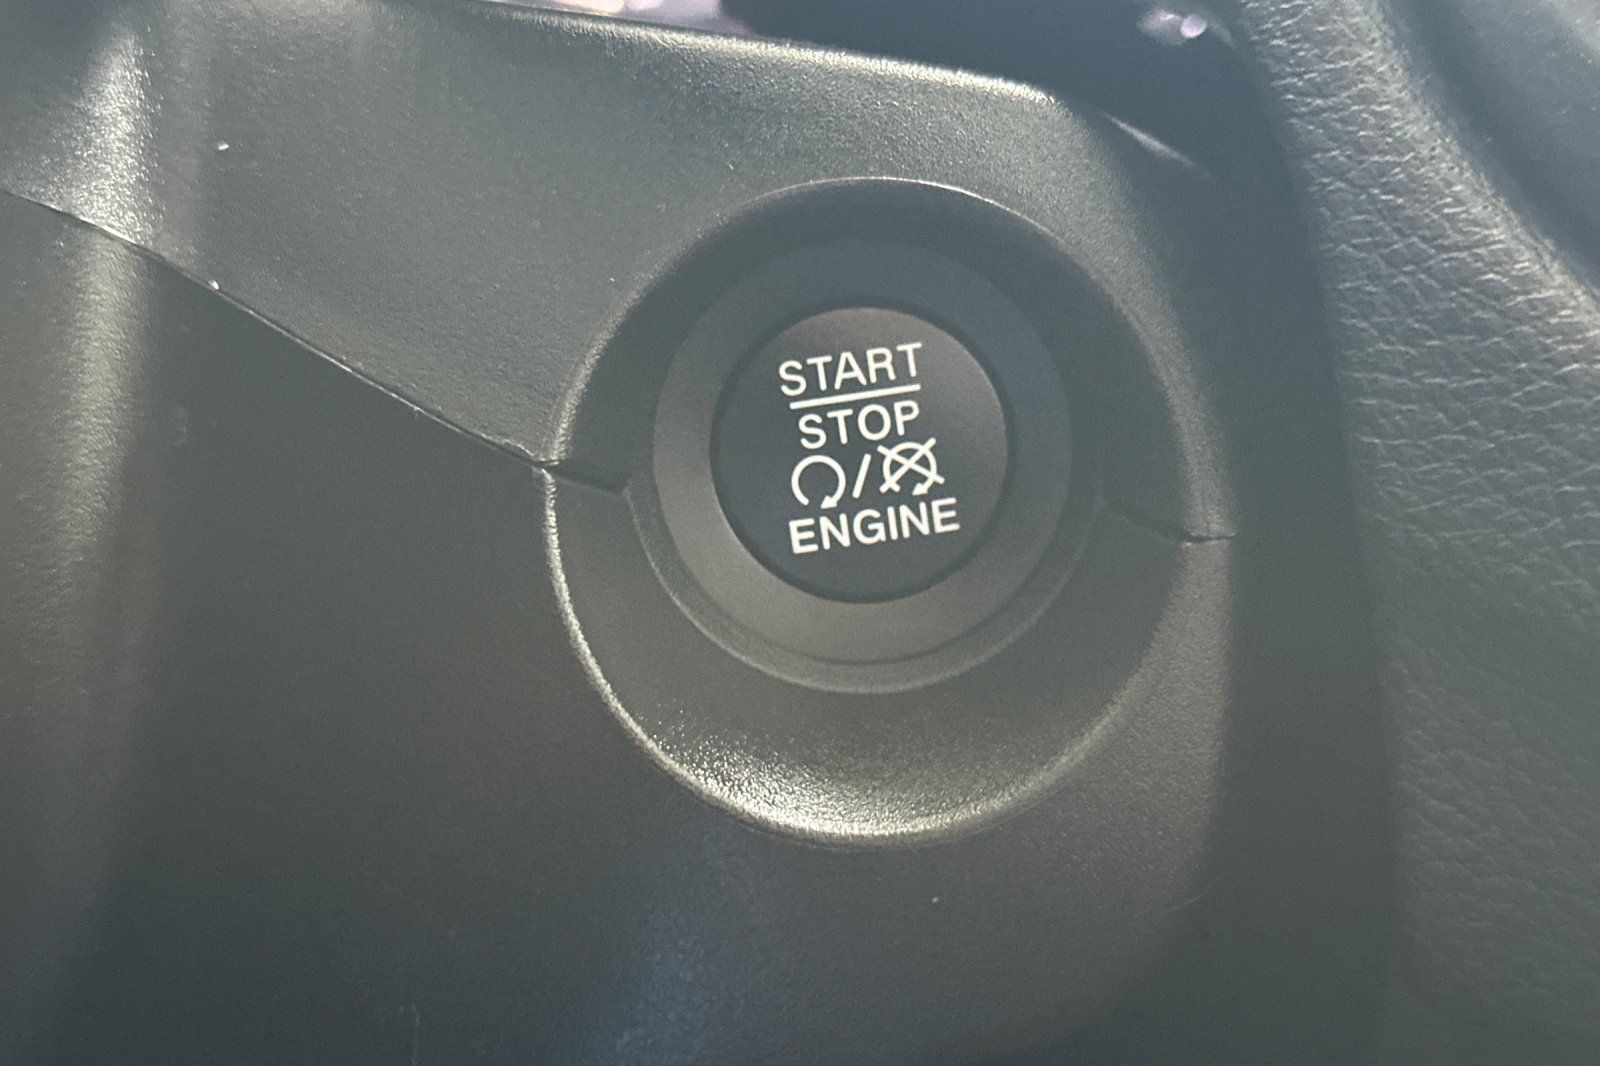 START
STOP
/
ENGINE